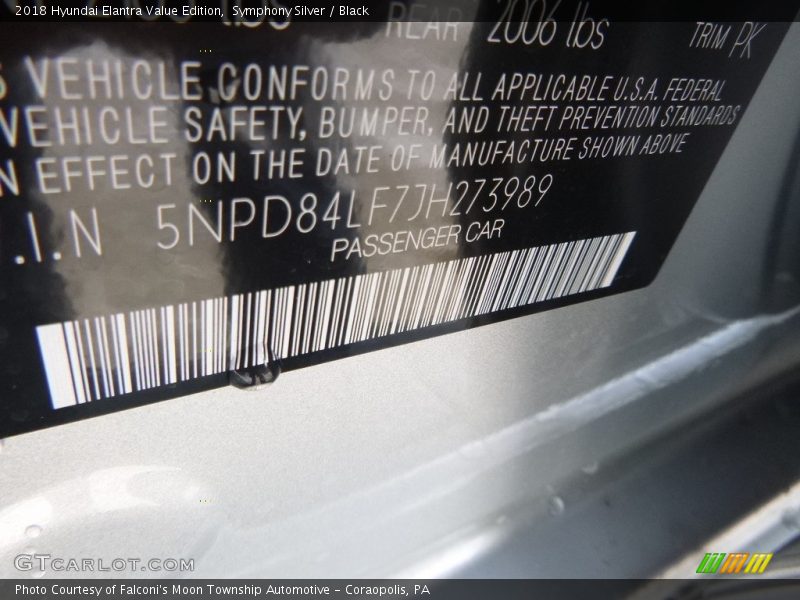 2018 Hyundai Elantra Value Edition, Symphony Silver / Black
lbs REAR 2006 lbs TRIM PK
VEHICLE CONFORMS TO ALL APPLICABLE U.S.A. FEDERAL
VEHICLE SAFETY, BUMPER, AND THEFT PREVENTION STANDARDS
N EFFECT ON THE DATE OF MANUFACTURE SHOWN ABOVE
.I.N 5NPD84LF7JH273989
PASSENGER CAR
GTCARLOT.COM
Photo Courtesy of Falconi's Moon Township Automotive – Coraopolis, PA